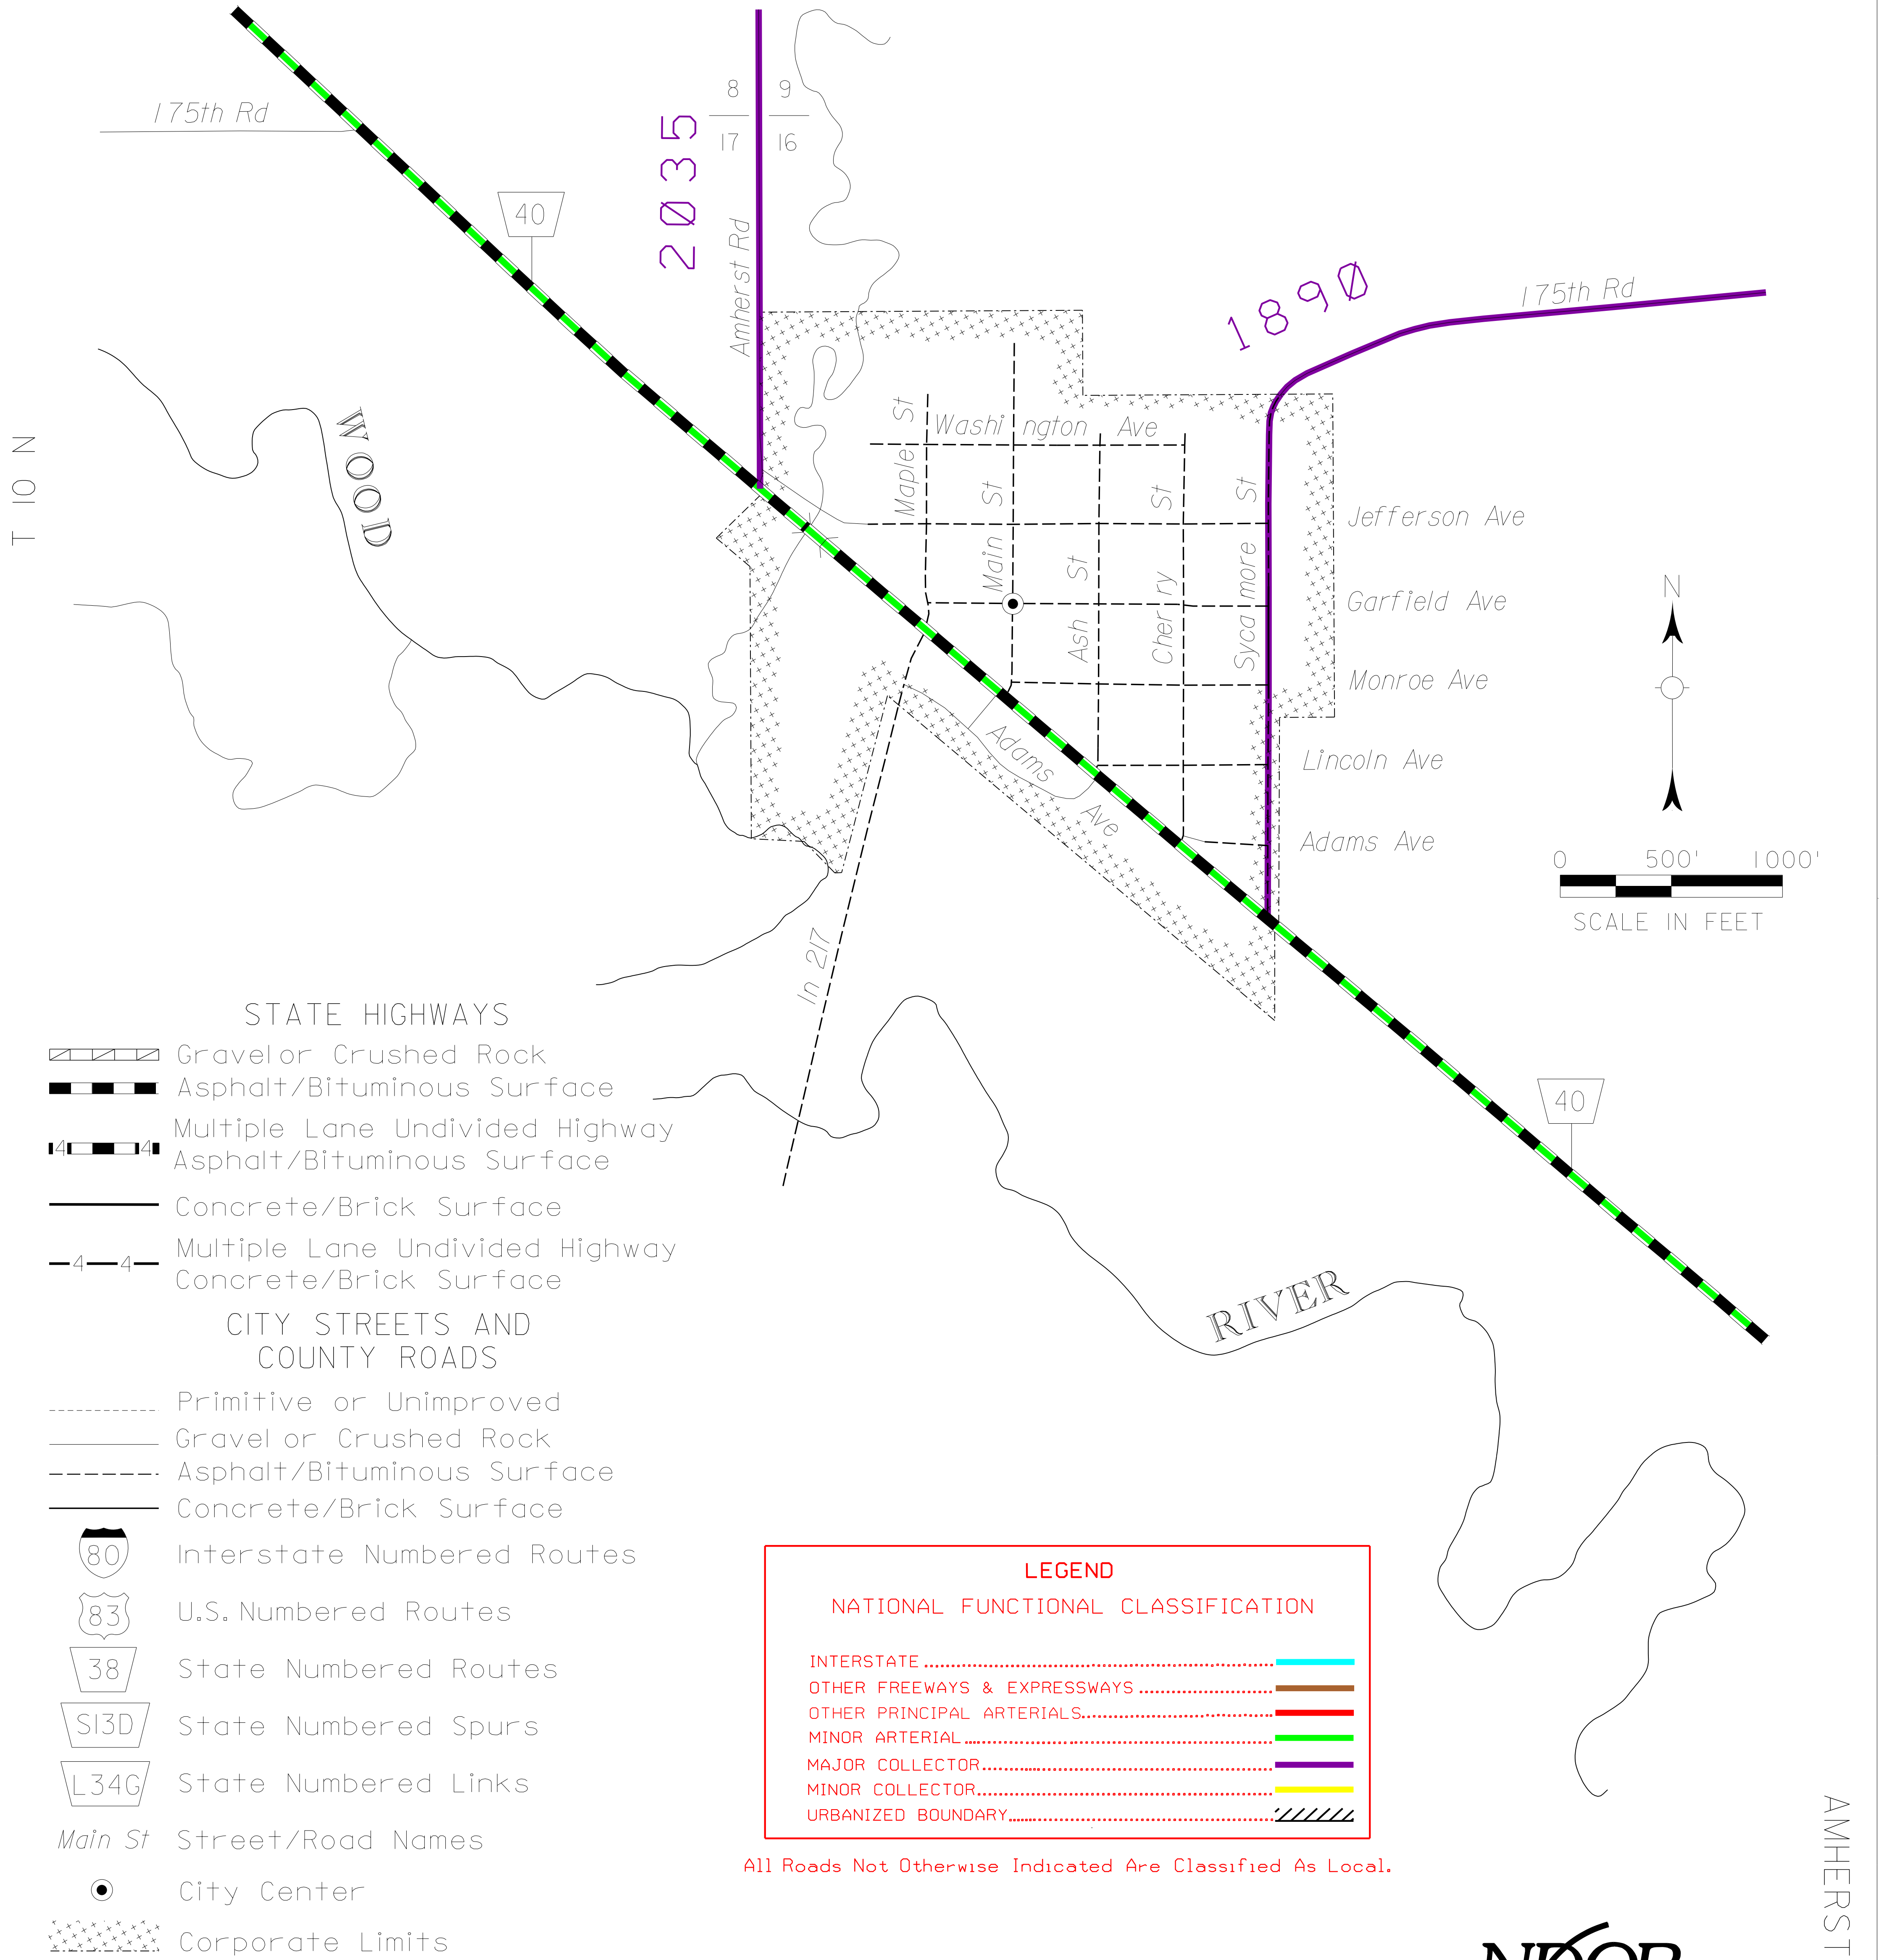 175th Rd
40
2035
8 9
17 16
Amherst Rd
1890
175th Rd
T 10 N
WOOD
Maple St
Washington Ave
Main St
Ash St
Cherry St
Sycamore St
Jefferson Ave
Garfield Ave
Monroe Ave
Lincoln Ave
Adams Ave
Adams Ave
N
0 500' 1000'
SCALE IN FEET
ln 217
40
RIVER
STATE HIGHWAYS
Gravel or Crushed Rock
Asphalt/Bituminous Surface
4 4 Multiple Lane Undivided Highway
Asphalt/Bituminous Surface
Concrete/Brick Surface
4 4 Multiple Lane Undivided Highway
Concrete/Brick Surface
CITY STREETS AND
COUNTY ROADS
Primitive or Unimproved
Gravel or Crushed Rock
Asphalt/Bituminous Surface
Concrete/Brick Surface
80 Interstate Numbered Routes
83 U.S. Numbered Routes
38 State Numbered Routes
S13D State Numbered Spurs
L34G State Numbered Links
Main St Street/Road Names
City Center
Corporate Limits
LEGEND
NATIONAL FUNCTIONAL CLASSIFICATION
INTERSTATE
OTHER FREEWAYS & EXPRESSWAYS
OTHER PRINCIPAL ARTERIALS
MINOR ARTERIAL
MAJOR COLLECTOR
MINOR COLLECTOR
URBANIZED BOUNDARY
All Roads Not Otherwise Indicated Are Classified As Local.
AMHERST